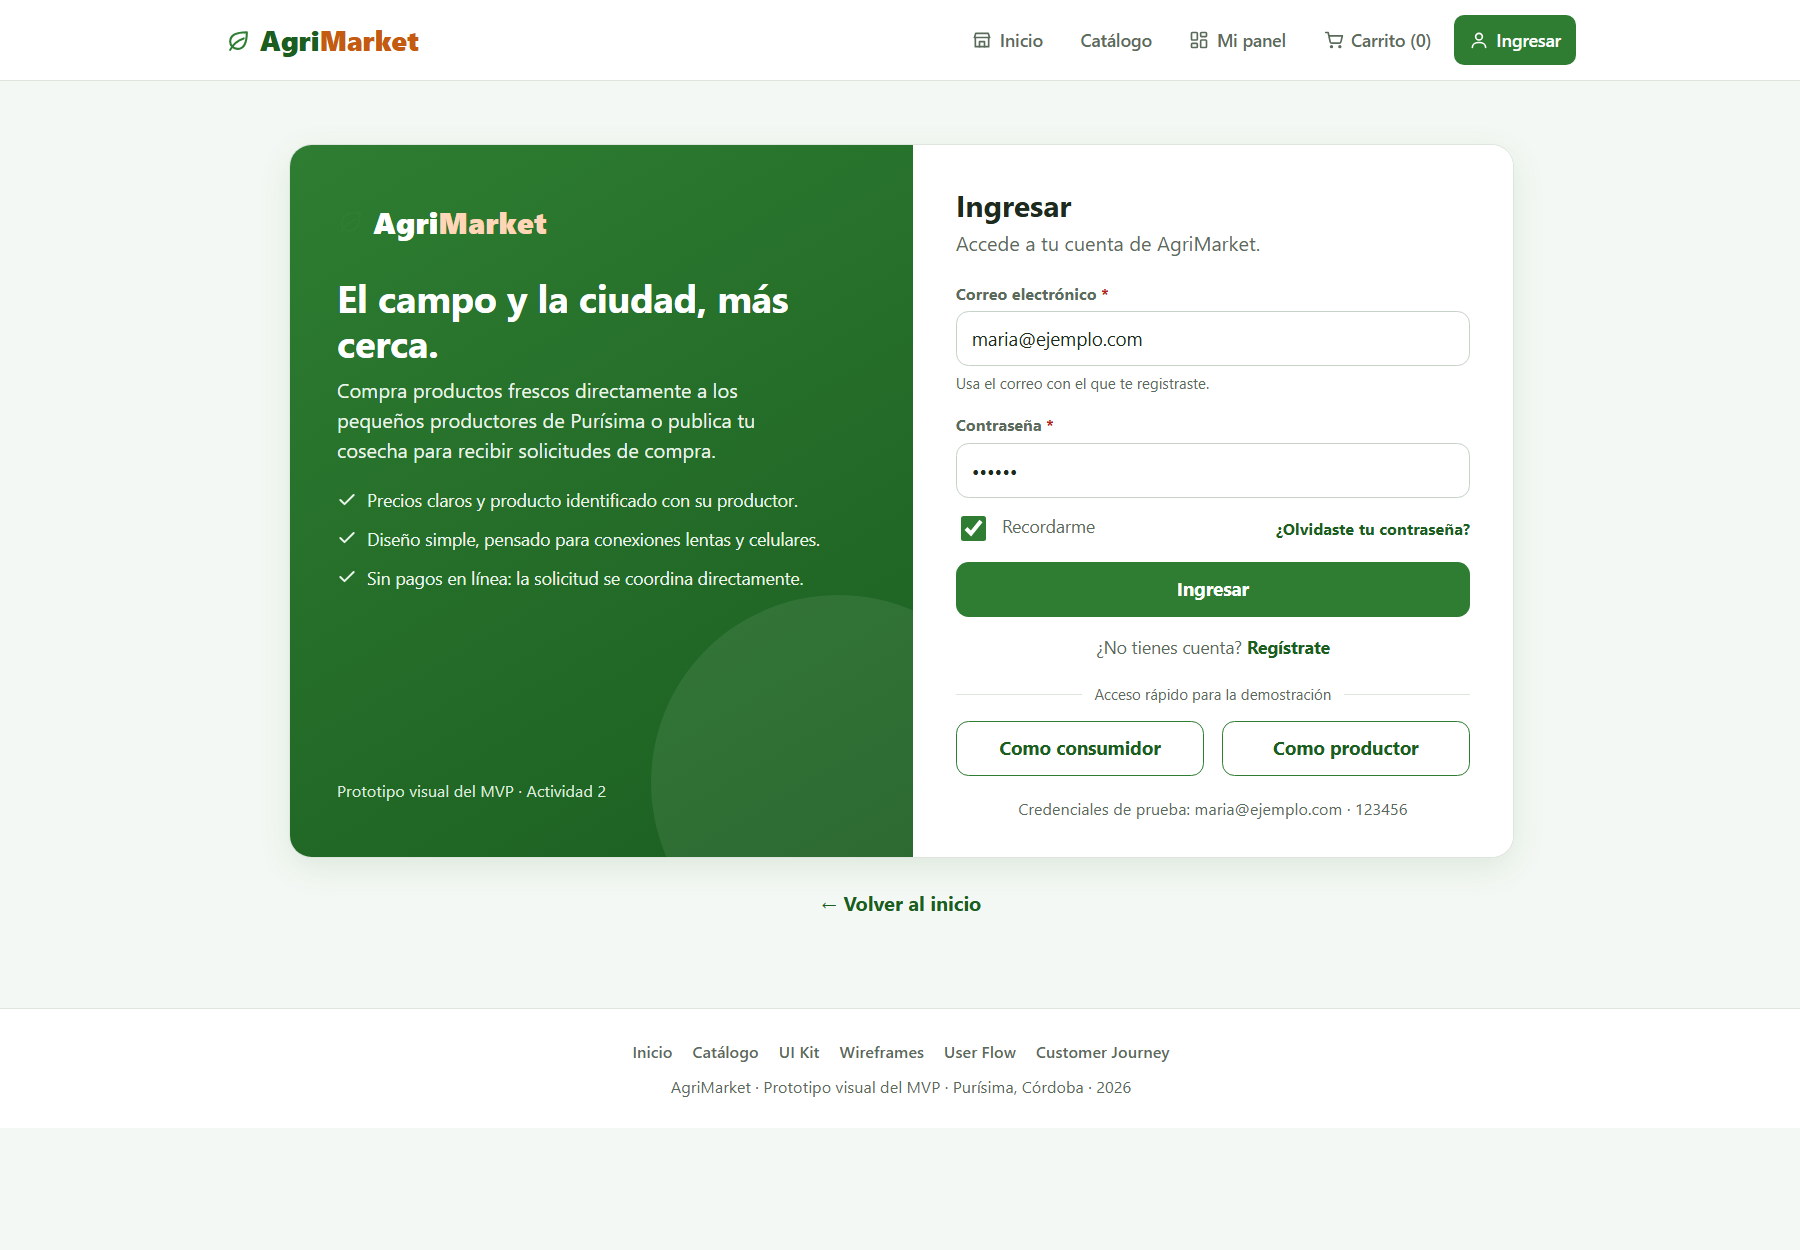 AgriMarket
Inicio
Catálogo
Mi panel
Carrito (0)
Ingresar
AgriMarket
El campo y la ciudad, más
cerca.
Compra productos frescos directamente a los
pequeños productores de Purísima o publica tu
cosecha para recibir solicitudes de compra.
Precios claros y producto identificado con su productor.
Diseño simple, pensado para conexiones lentas y celulares.
Sin pagos en línea: la solicitud se coordina directamente.
Prototipo visual del MVP · Actividad 2
Ingresar
Accede a tu cuenta de AgriMarket.
Correo electrónico *
maria@ejemplo.com
Usa el correo con el que te registraste.
Contraseña *
••••••
Recordarme
¿Olvidaste tu contraseña?
Ingresar
¿No tienes cuenta? Regístrate
Acceso rápido para la demostración
Como consumidor
Como productor
Credenciales de prueba: maria@ejemplo.com · 123456
← Volver al inicio
Inicio Catálogo UI Kit Wireframes User Flow Customer Journey
AgriMarket · Prototipo visual del MVP · Purísima, Córdoba · 2026